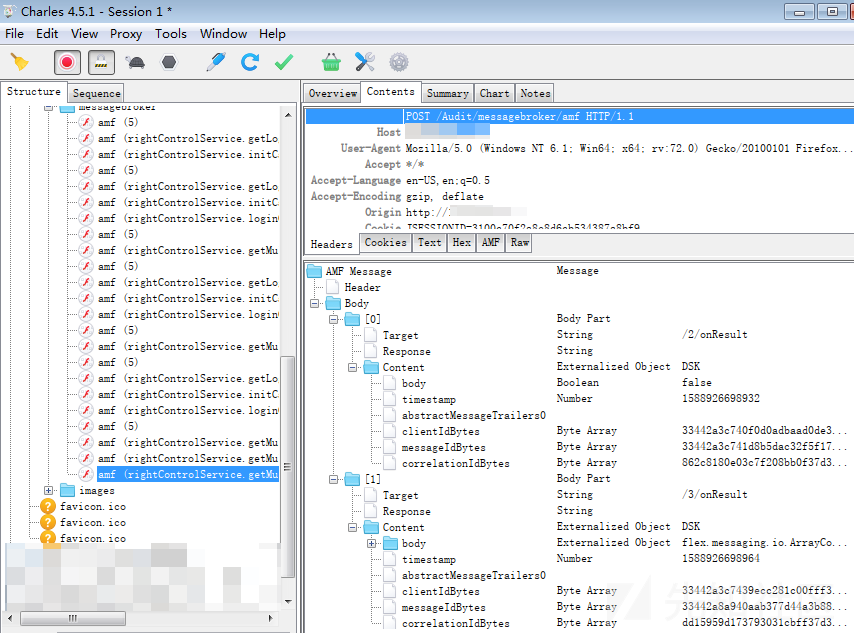 Charles 4.5.1 - Session 1 *
File Edit View Proxy Tools Window Help
Structure Sequence
messagebroker
amf (5)
amf (rightControlService.getLo
amf (rightControlService.initC
amf (5)
amf (rightControlService.getLo
amf (rightControlService.initC
amf (rightControlService.login
amf (5)
amf (rightControlService.getMu
amf (5)
amf (rightControlService.getLo
amf (rightControlService.initC
amf (rightControlService.login
amf (5)
amf (rightControlService.getMu
amf (5)
amf (rightControlService.getLo
amf (rightControlService.initC
amf (rightControlService.login
amf (5)
amf (rightControlService.getMu
amf (rightControlService.getMu
amf (rightControlService.getMu
images
favicon.ico
favicon.ico
favicon.ico
Overview Contents Summary Chart Notes
POST /Audit/messagebroker/amf HTTP/1.1
Host
User-Agent Mozilla/5.0 (Windows NT 6.1; Win64; x64; rv:72.0) Gecko/20100101 Firefox...
Accept */*
Accept-Language en-US,en;q=0.5
Accept-Encoding gzip, deflate
Origin http://
Cookie
Headers Cookies Text Hex AMF Raw
AMF Message Message
Header
Body
[0] Body Part
Target String /2/onResult
Response String
Content Externalized Object DSK
body Boolean false
timestamp Number 1588926698932
abstractMessageTrailers0
clientIdBytes Byte Array 33442a3c740f0d0adbaad0de3...
messageIdBytes Byte Array 33442a3c741d8b5dac32f5f17...
correlationIdBytes Byte Array 862c8180e03c7f208bb0f37d3...
[1] Body Part
Target String /3/onResult
Response String
Content Externalized Object DSK
body Externalized Object flex.messaging.io.ArrayCo...
timestamp Number 1588926698964
abstractMessageTrailers0
clientIdBytes Byte Array 33442a3c7439ecc281c00fff3...
messageIdBytes Byte Array 33442a8a940aab377d44a3b88...
correlationIdBytes Byte Array dd15959d173793031cbff37d3...